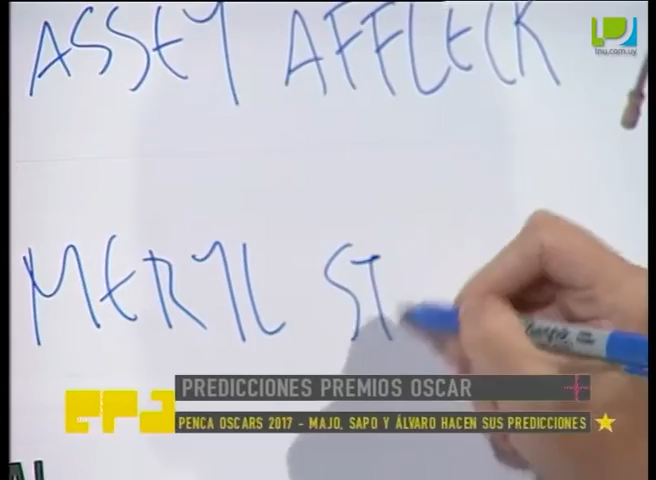 tnu.com.uy
ASSEY AFFLECK
MERYL ST
PREDICCIONES PREMIOS OSCAR
PENCA OSCARS 2017 - MAJO, SAPO Y ÁLVARO HACEN SUS PREDICCIONES